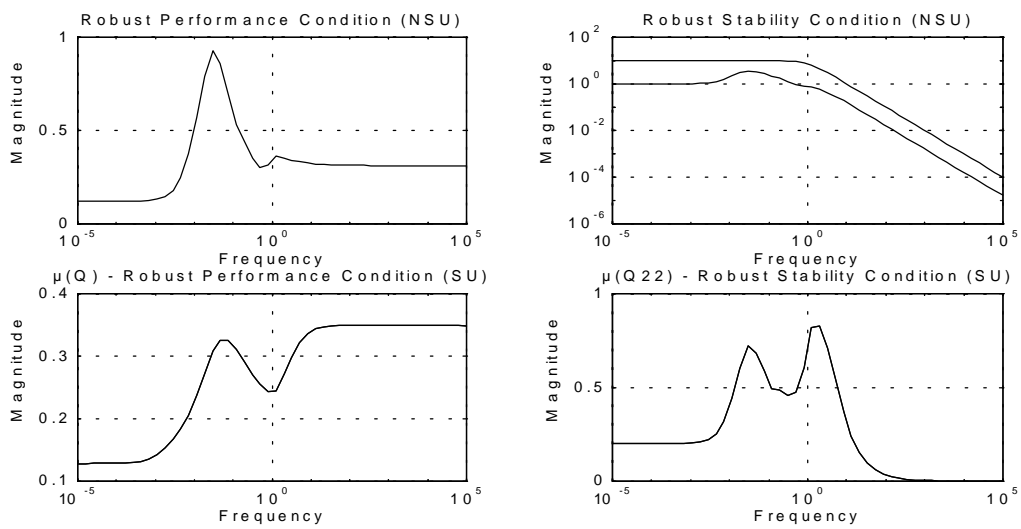 Robust Performance Condition (NSU)
Magnitude
1
0.5
0
10^-5
10^0
10^5
Frequency
Robust Stability Condition (NSU)
Magnitude
10^2
10^0
10^-2
10^-4
10^-6
10^-5
10^0
10^5
Frequency
μ(Q) - Robust Performance Condition (SU)
Magnitude
0.4
0.3
0.2
0.1
10^-5
10^0
10^5
Frequency
μ(Q22) - Robust Stability Condition (SU)
Magnitude
1
0.5
0
10^-5
10^0
10^5
Frequency